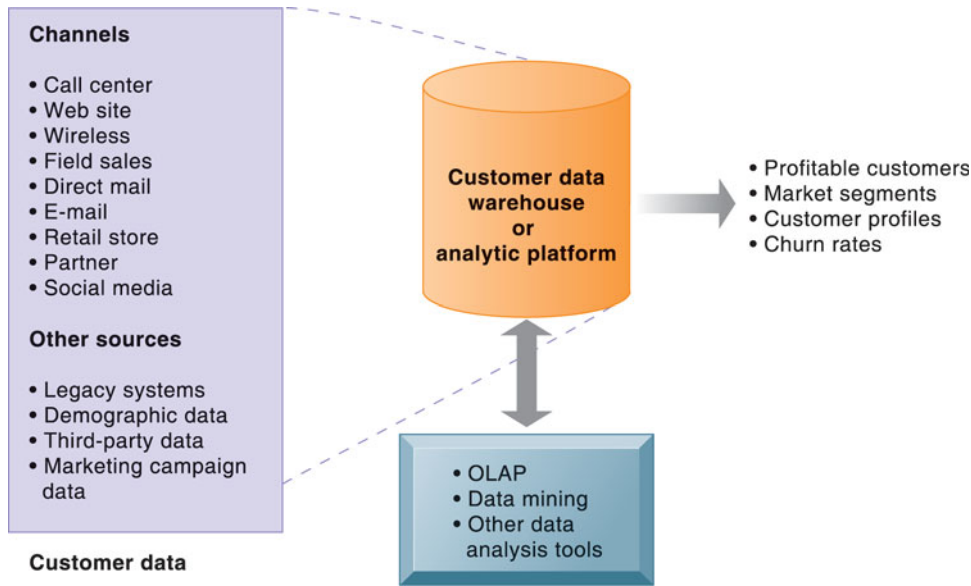 Channels
• Call center
• Web site
• Wireless
• Field sales
• Direct mail
• E-mail
• Retail store
• Partner
• Social media
Other sources
• Legacy systems
• Demographic data
• Third-party data
• Marketing campaign
data
Customer data
Customer data
warehouse
or
analytic platform
• Profitable customers
• Market segments
• Customer profiles
• Churn rates
• OLAP
• Data mining
• Other data
analysis tools